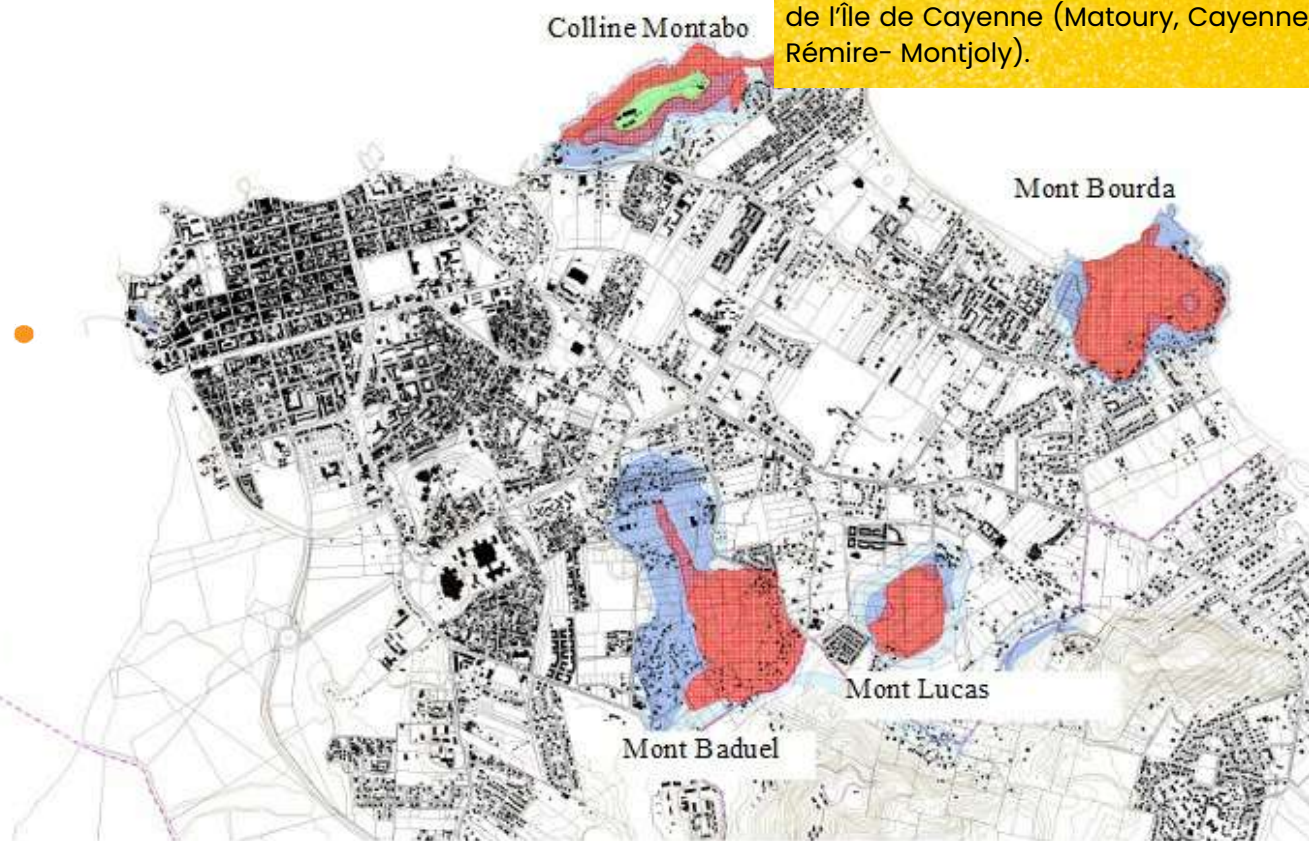 de l'Île de Cayenne (Matoury, Cayenne,
Rémire- Montjoly).
Colline Montabo
Mont Bourda
Mont Lucas
Mont Baduel